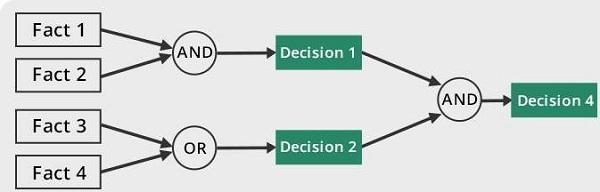 Fact 1
Fact 2
AND
Decision 1
Fact 3
Fact 4
OR
Decision 2
AND
Decision 4